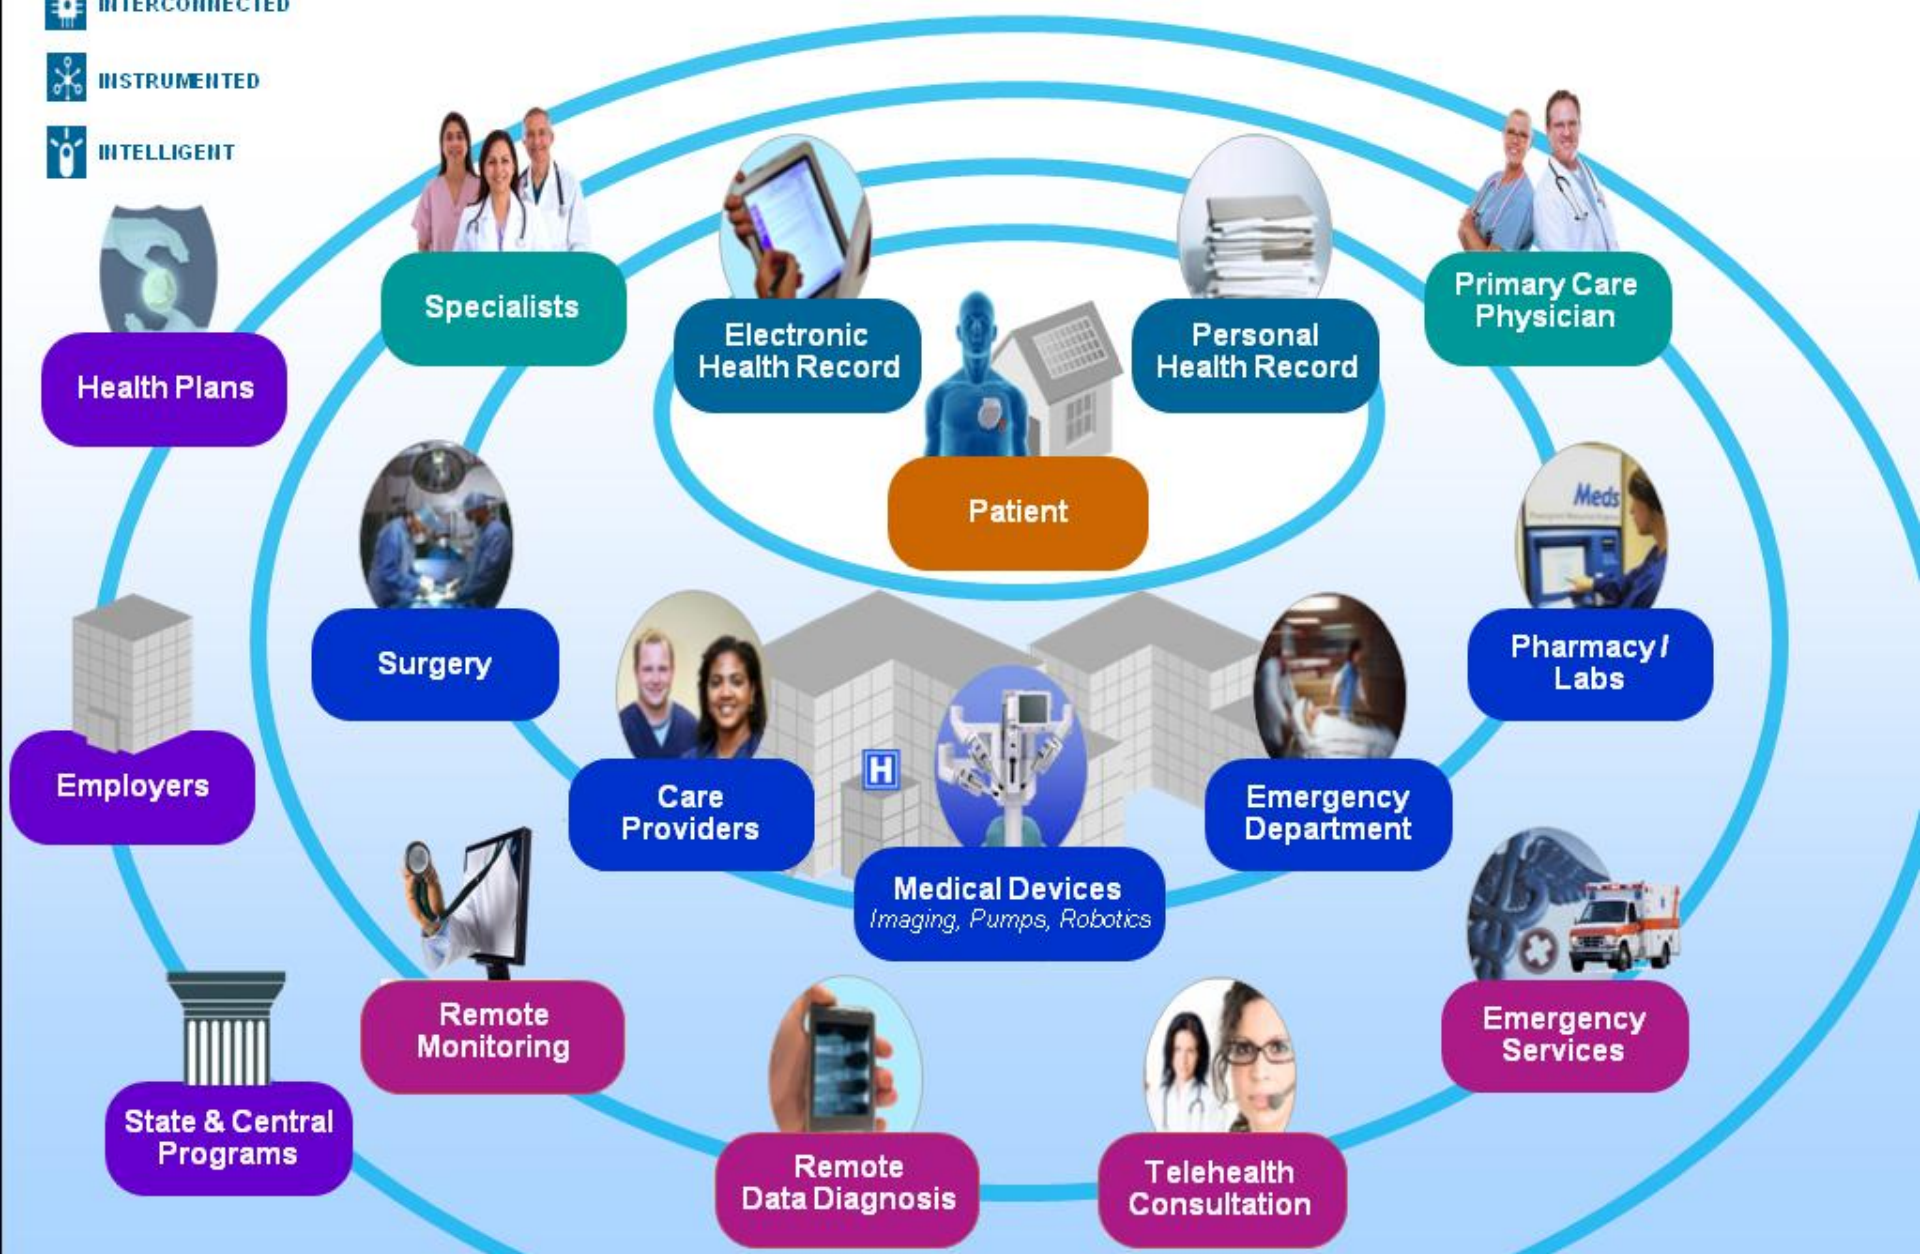 INTERCONNECTED
INSTRUMENTED
INTELLIGENT
Specialists
Primary Care
Physician
Electronic
Health Record
Personal
Health Record
Health Plans
Patient
Meds
Surgery
Pharmacy /
Labs
Employers
H
Care
Providers
Emergency
Department
Medical Devices
Imaging, Pumps, Robotics
Remote
Monitoring
Emergency
Services
State & Central
Programs
Remote
Data Diagnosis
Telehealth
Consultation